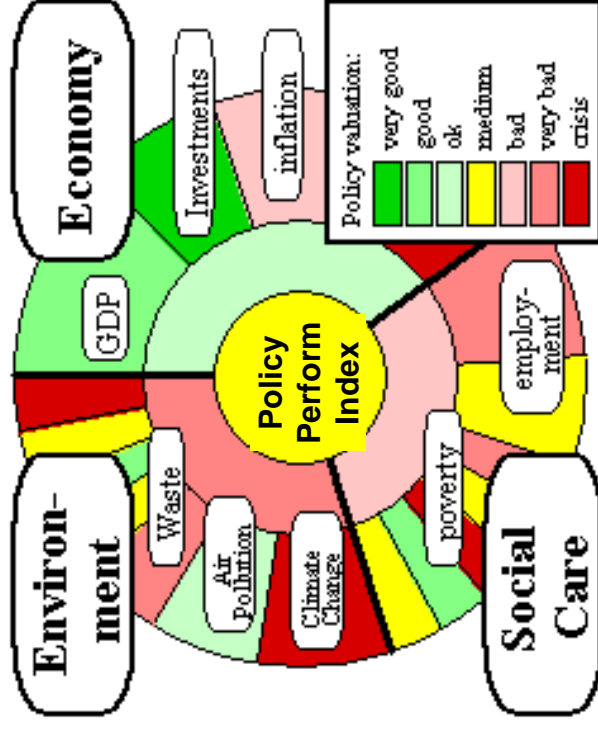 Environ-
ment
Economy
GDP
Investments
inflation
Waste
Air
Pollution
Climate
Change
Policy
Perform
Index
Policy valuation:
very good
good
ok
medium
bad
very bad
crisis
poverty
employ-
ment
Social
Care